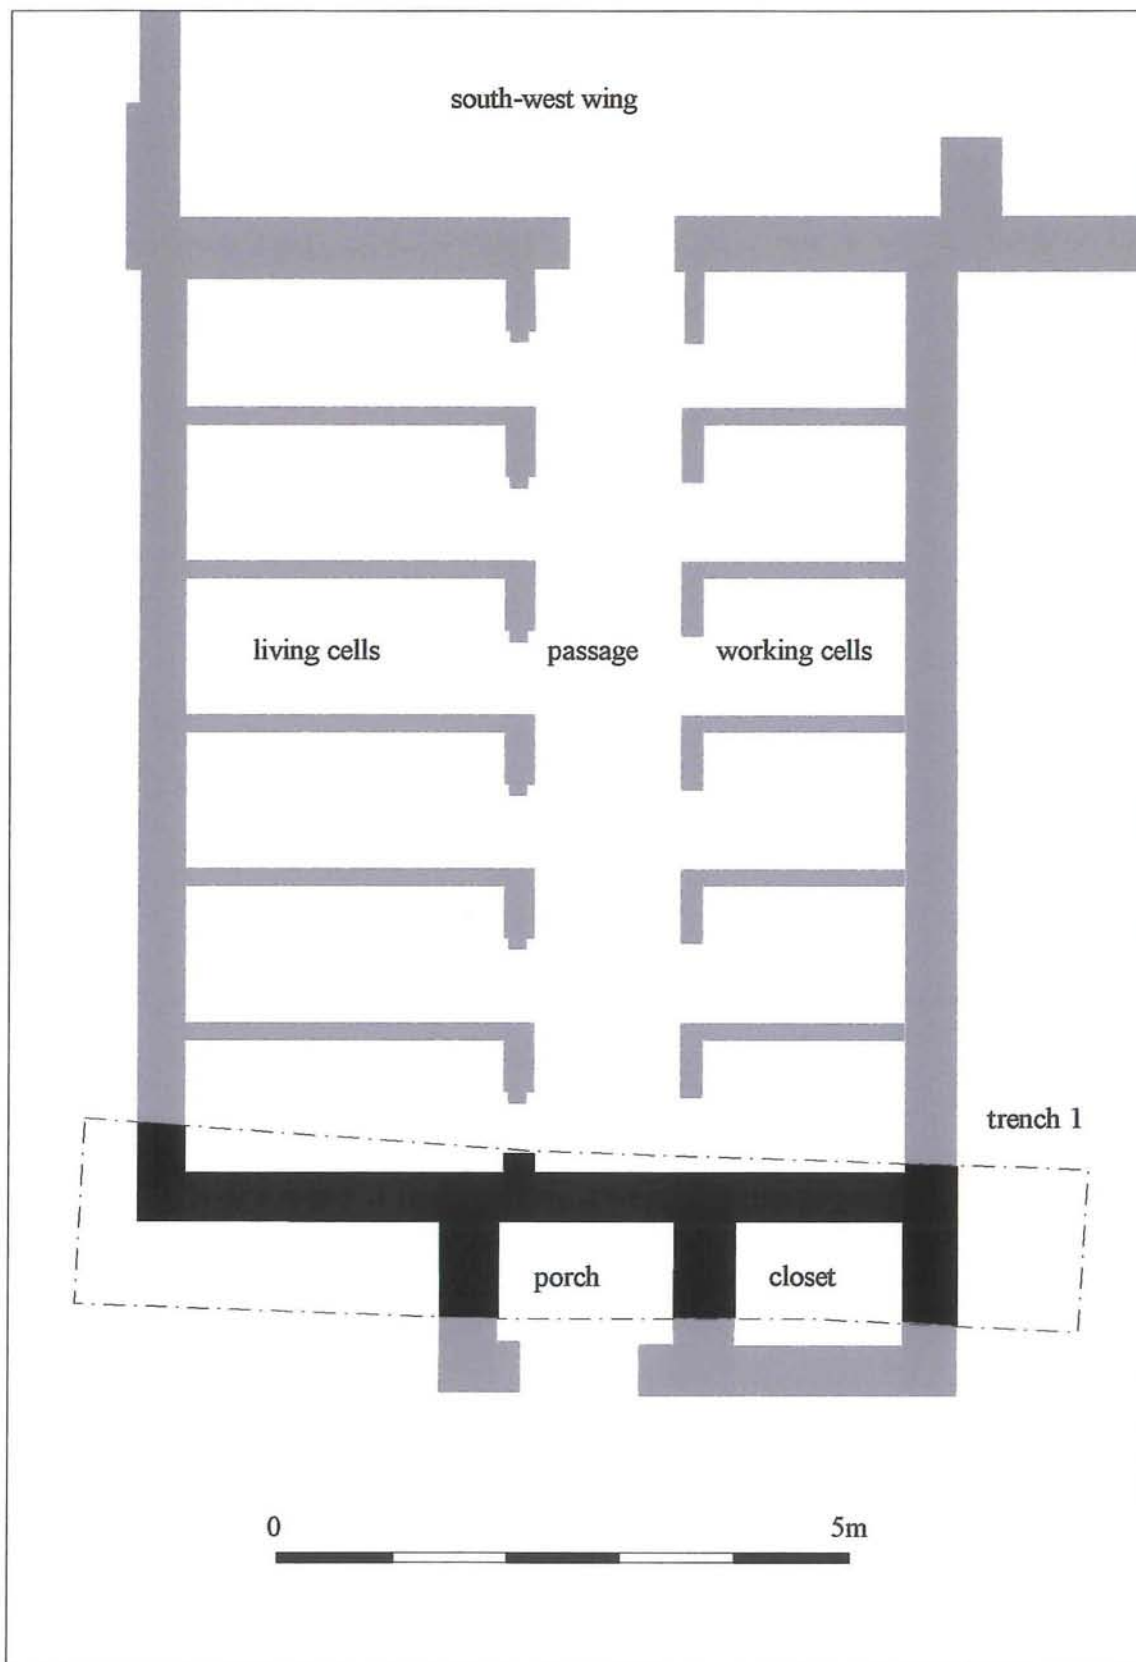 south-west wing
living cells
passage
working cells
trench 1
porch
closet
0
5m